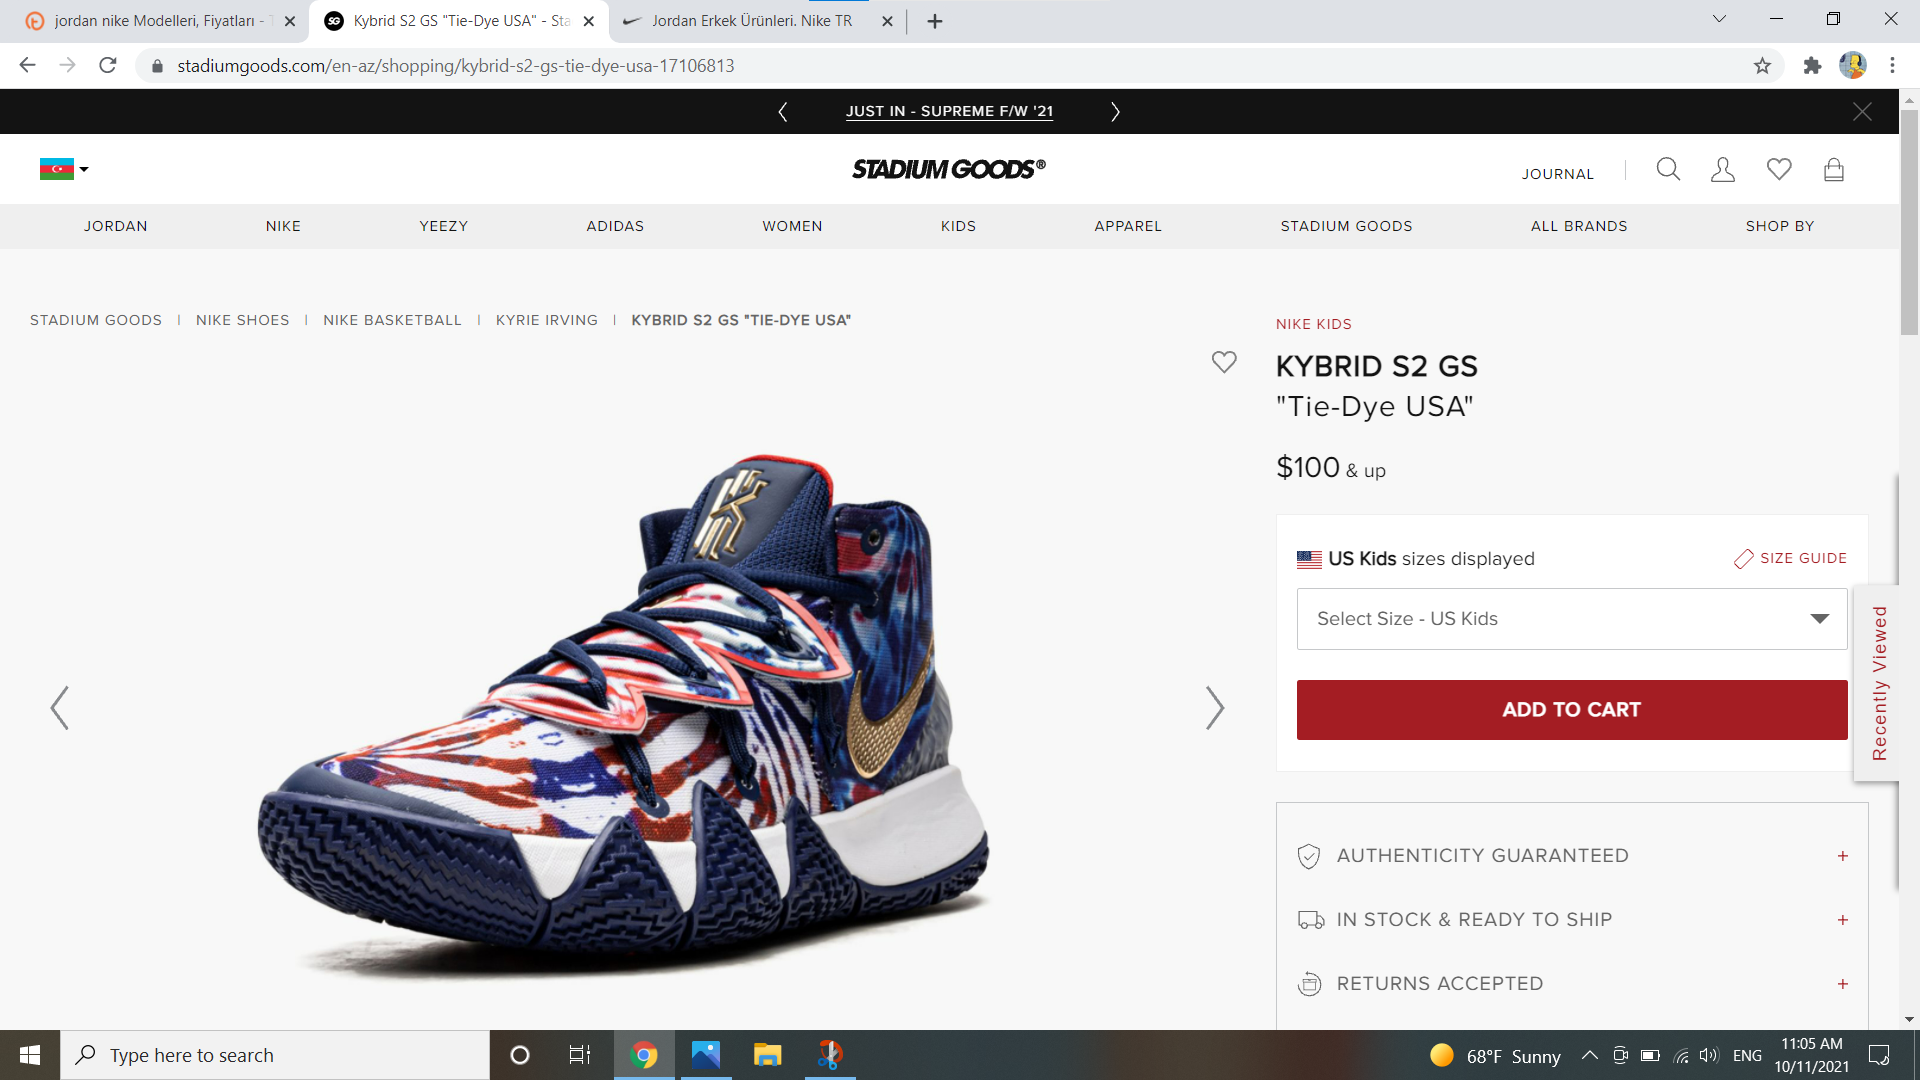 jordan nike Modelleri, Fiyatları -
Kybrid S2 GS "Tie-Dye USA" - Sta
Jordan Erkek Ürünleri. Nike TR
stadiumgoods.com/en-az/shopping/kybrid-s2-gs-tie-dye-usa-17106813
JUST IN - SUPREME F/W '21
STADIUM GOODS®
JOURNAL
JORDAN NIKE YEEZY ADIDAS WOMEN KIDS APPAREL STADIUM GOODS ALL BRANDS SHOP BY
STADIUM GOODS | NIKE SHOES | NIKE BASKETBALL | KYRIE IRVING | KYBRID S2 GS "TIE-DYE USA"
NIKE KIDS
KYBRID S2 GS
"Tie-Dye USA"
$100 & up
US Kids sizes displayed
SIZE GUIDE
Select Size - US Kids
ADD TO CART
Recently Viewed
AUTHENTICITY GUARANTEED +
IN STOCK & READY TO SHIP +
RETURNS ACCEPTED +
Type here to search
68°F Sunny
ENG
11:05 AM
10/11/2021